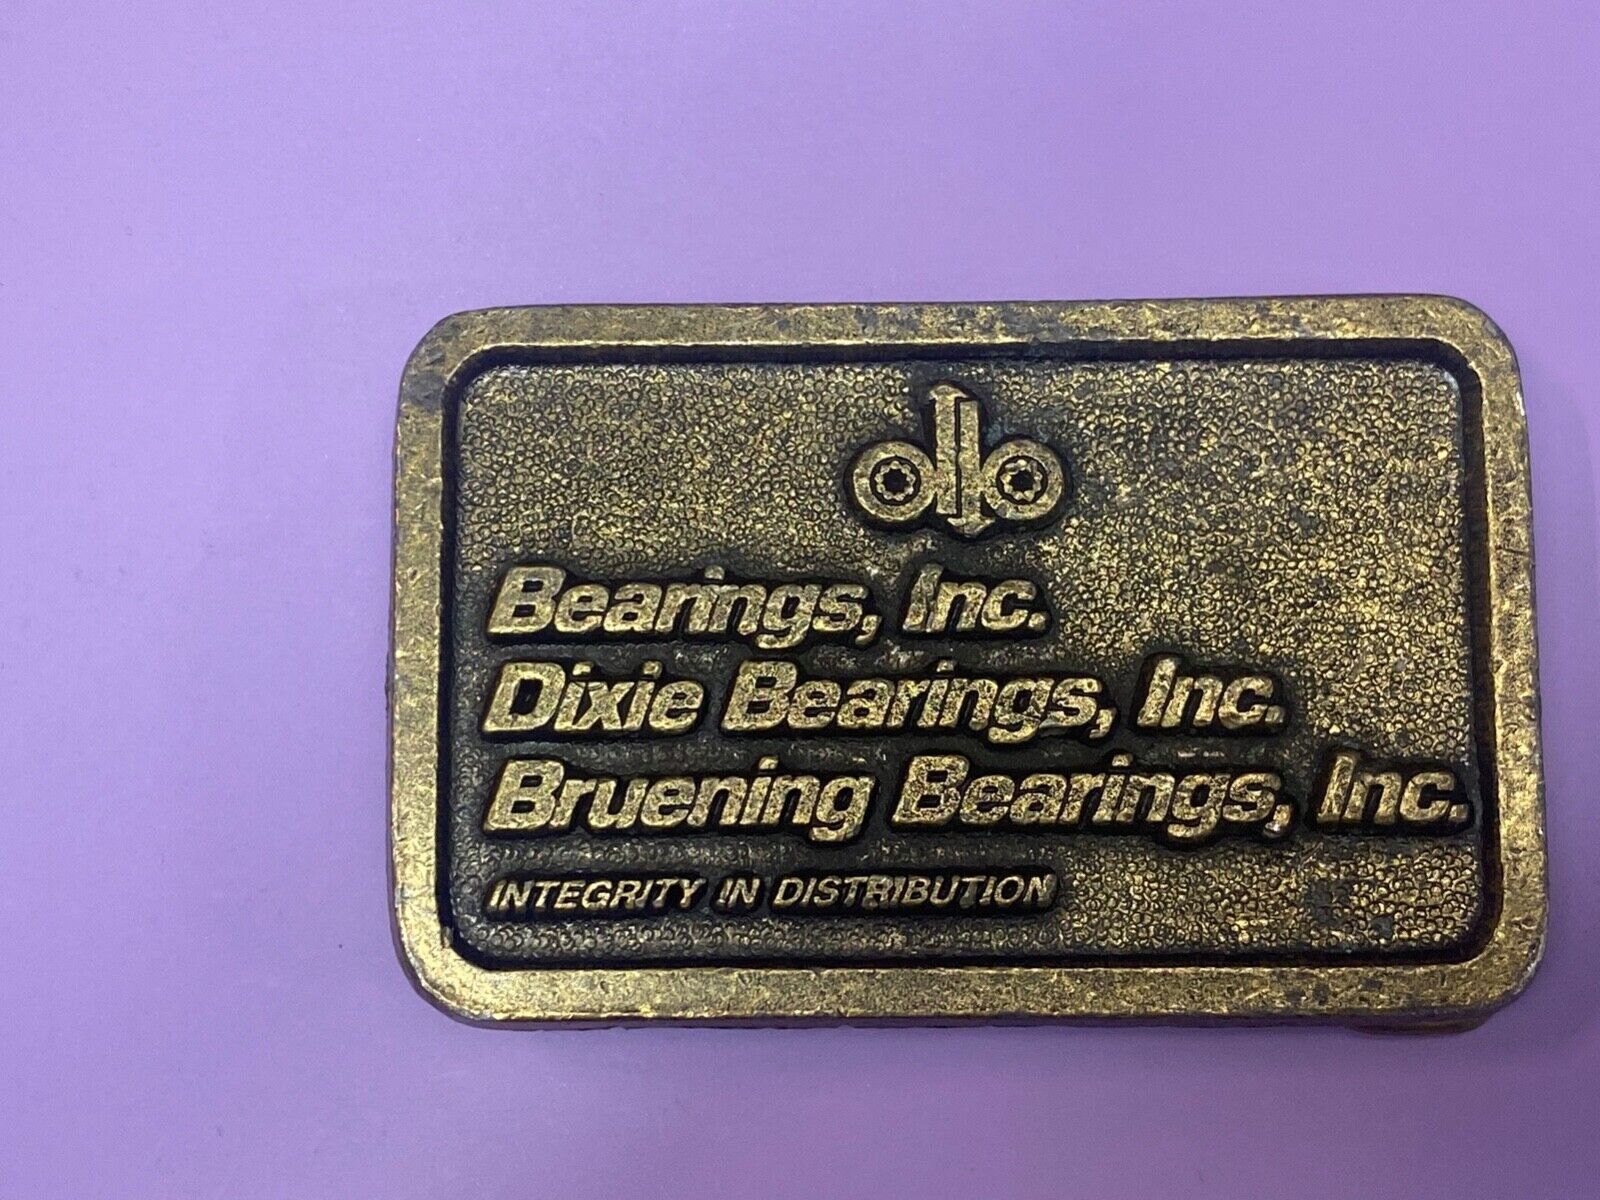 Bearings, Inc.
Dixie Bearings, Inc.
Bruening Bearings, Inc.
INTEGRITY IN DISTRIBUTION